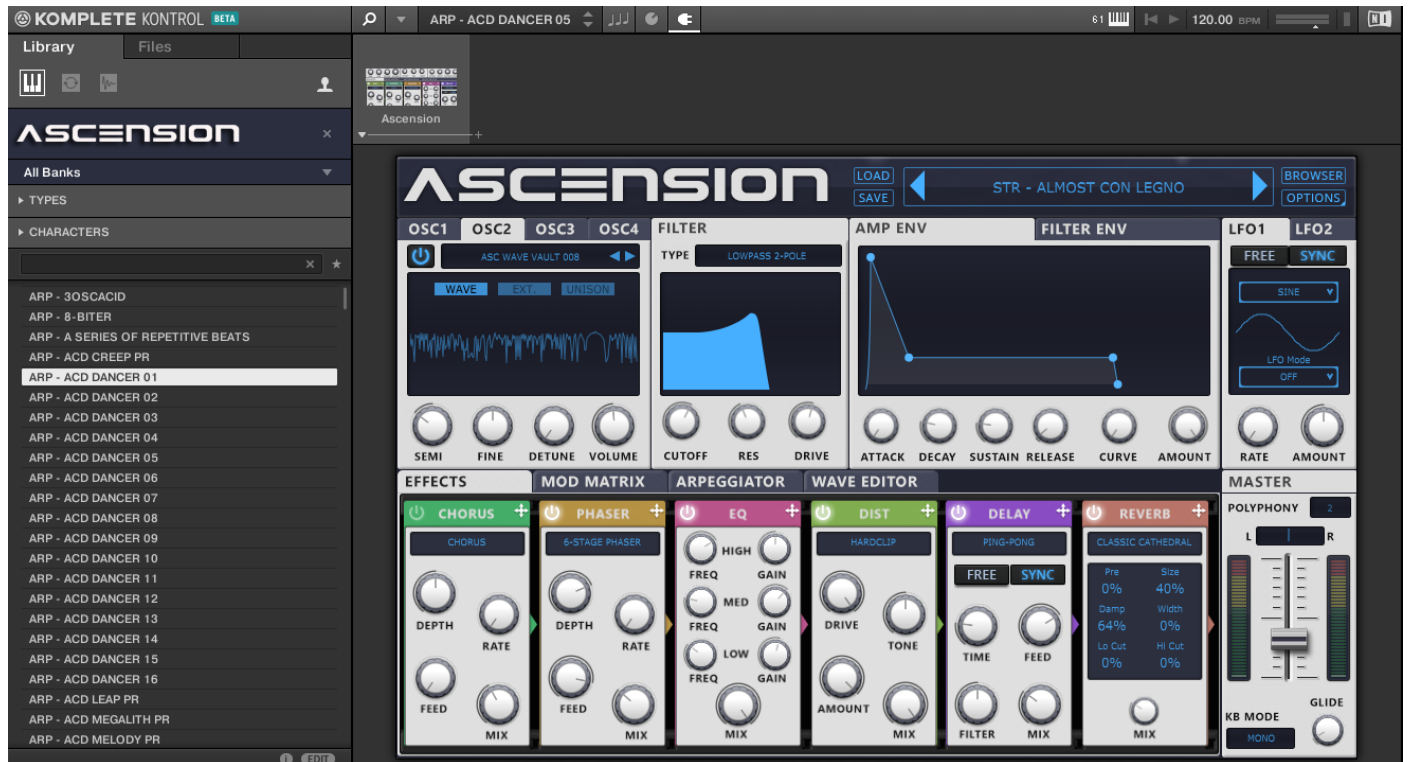 KOMPLETE KONTROL BETA
ARP - ACD DANCER 05
61
120.00 BPM
Library Files
ASCENSION
All Banks
TYPES
CHARACTERS
ARP - 3OSCACID
ARP - 8-BITER
ARP - A SERIES OF REPETITIVE BEATS
ARP - ACD CREEP PR
ARP - ACD DANCER 01
ARP - ACD DANCER 02
ARP - ACD DANCER 03
ARP - ACD DANCER 04
ARP - ACD DANCER 05
ARP - ACD DANCER 06
ARP - ACD DANCER 07
ARP - ACD DANCER 08
ARP - ACD DANCER 09
ARP - ACD DANCER 10
ARP - ACD DANCER 11
ARP - ACD DANCER 12
ARP - ACD DANCER 13
ARP - ACD DANCER 14
ARP - ACD DANCER 15
ARP - ACD DANCER 16
ARP - ACD LEAP PR
ARP - ACD MEGALITH PR
ARP - ACD MELODY PR
EDIT
Ascension
ASCENSION
LOAD
SAVE
STR - ALMOST CON LEGNO
BROWSER
OPTIONS
OSC1 OSC2 OSC3 OSC4
ASC WAVE VAULT 008
WAVE EXT. UNISON
SEMI FINE DETUNE VOLUME
FILTER
TYPE LOWPASS 2-POLE
CUTOFF RES DRIVE
AMP ENV FILTER ENV
ATTACK DECAY SUSTAIN RELEASE CURVE AMOUNT
LFO1 LFO2
FREE SYNC
SINE
LFO Mode
OFF
RATE AMOUNT
EFFECTS MOD MATRIX ARPEGGIATOR WAVE EDITOR
CHORUS
CHORUS
DEPTH
RATE
FEED
MIX
PHASER
6-STAGE PHASER
DEPTH
RATE
FEED
MIX
EQ
HIGH
FREQ GAIN
MED
FREQ GAIN
LOW
FREQ GAIN
MIX
DIST
HARDCLIP
DRIVE
TONE
AMOUNT
MIX
DELAY
PING-PONG
FREE SYNC
TIME FEED
FILTER MIX
REVERB
CLASSIC CATHEDRAL
Pre Size
0% 40%
Damp Width
64% 0%
Lo Cut Hi Cut
0% 0%
MIX
MASTER
POLYPHONY 2
L R
GLIDE
KB MODE
MONO